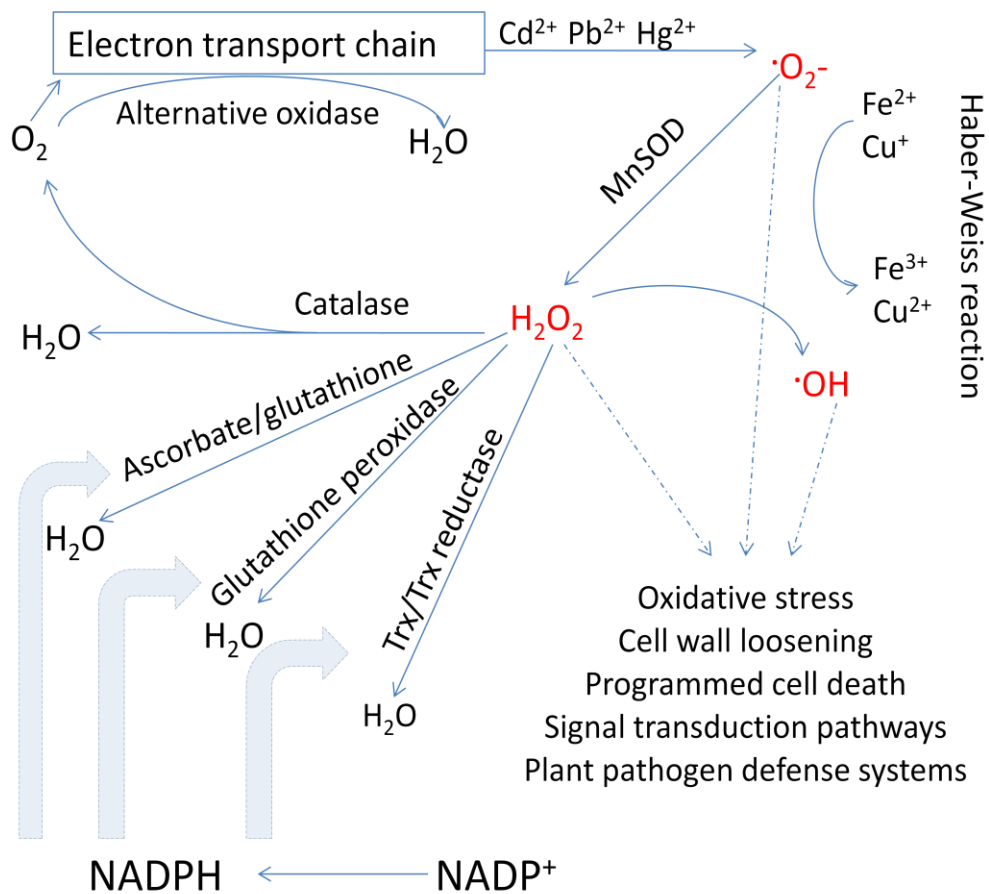 Electron transport chain
Cd²⁺ Pb²⁺ Hg²⁺
·O₂-
Alternative oxidase
O₂
H₂O
Fe²⁺
Cu⁺
Haber-Weiss reaction
MnSOD
Fe³⁺
Cu²⁺
Catalase
H₂O
H₂O₂
·OH
Ascorbate/glutathione
Glutathione peroxidase
Trx/Trx reductase
H₂O
H₂O
H₂O
Oxidative stress
Cell wall loosening
Programmed cell death
Signal transduction pathways
Plant pathogen defense systems
NADPH
NADP⁺